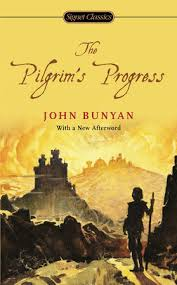 Signet Classics
The
Pilgrim's Progress
JOHN BUNYAN
With a New Afterword